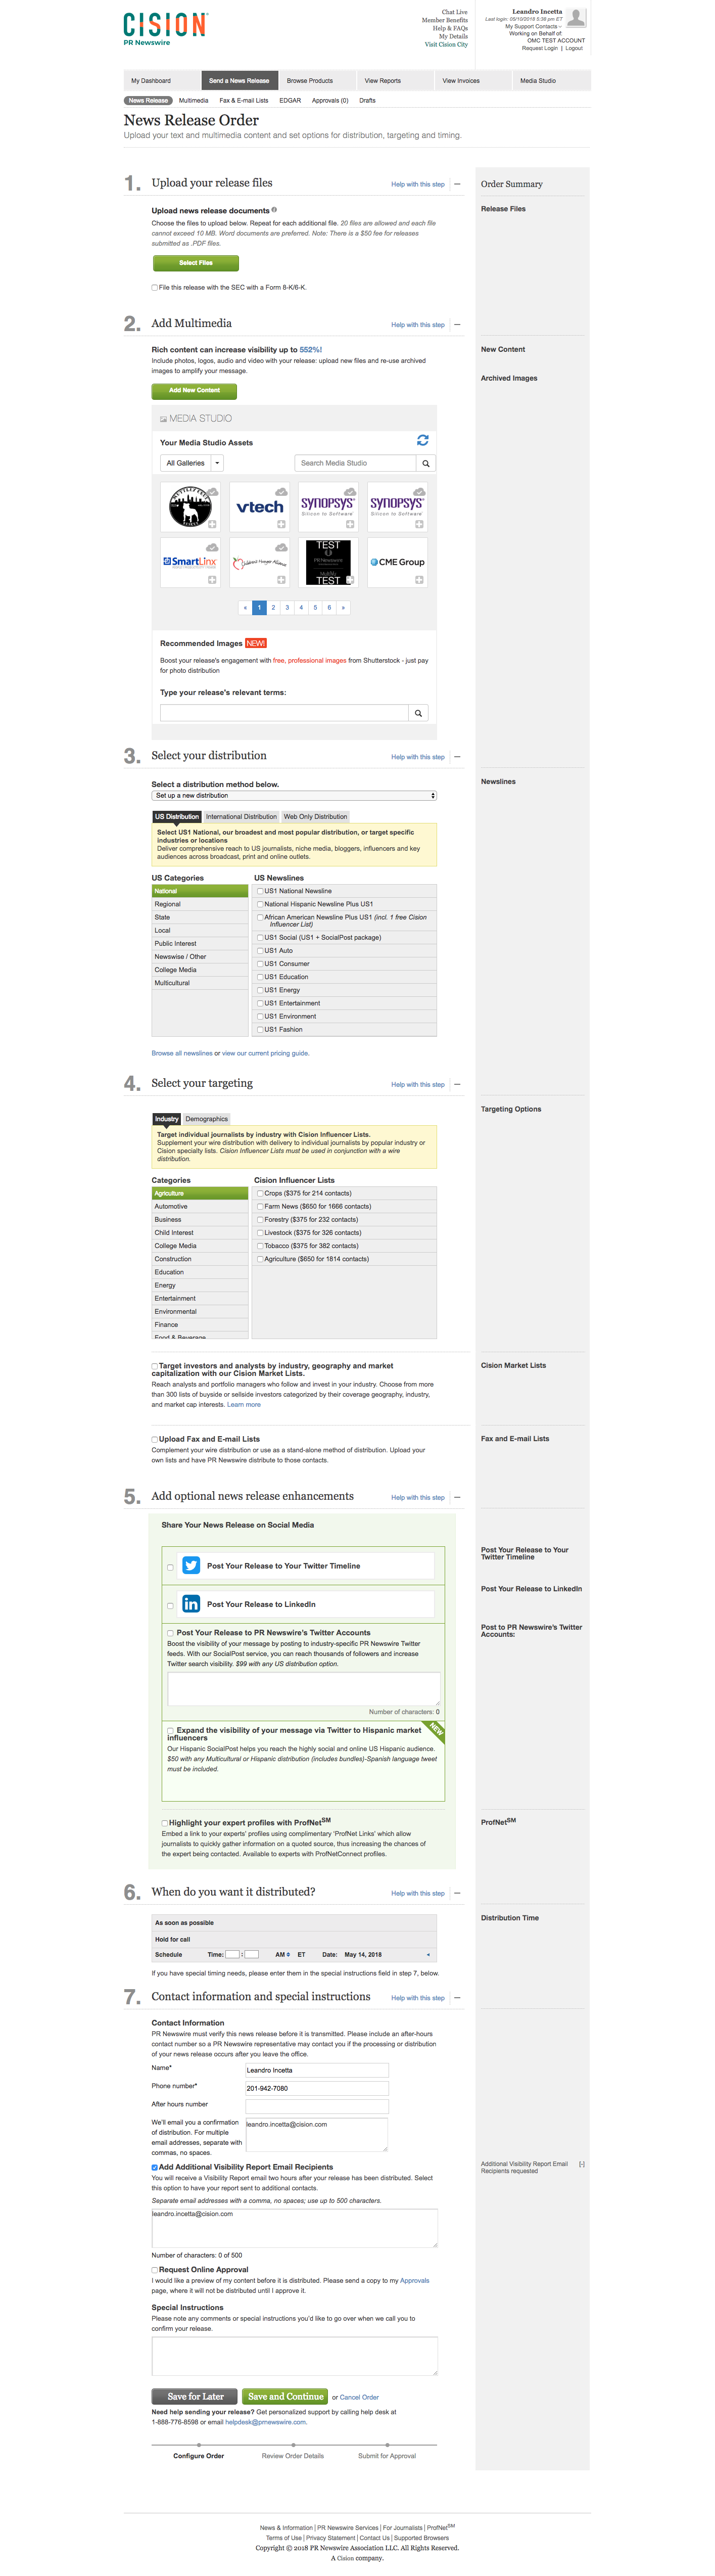 CISION
PR Newswire
Chat Live
Member Benefits
Help & FAQs
My Details
Visit Cision City
Leandro Incetta
Last login: 05/10/2018 5:38 pm ET
My Support Contacts
Working on Behalf of:
OMC TEST ACCOUNT
Request Login | Logout
My Dashboard
Send a News Release
Browse Products
View Reports
View Invoices
Media Studio
News Release
Multimedia
Fax & E-mail Lists
EDGAR
Approvals (0)
Drafts
News Release Order
Upload your text and multimedia content and set options for distribution, targeting and timing.
1. Upload your release files
Help with this step
Upload news release documents
Choose the files to upload below. Repeat for each additional file. 20 files are allowed and each file
cannot exceed 10 MB. Word documents are preferred. Note: There is a $50 fee for releases
submitted as .PDF files.
Select Files
File this release with the SEC with a Form 8-K/6-K.
Order Summary
Release Files
2. Add Multimedia
Help with this step
Rich content can increase visibility up to 552%!
Include photos, logos, audio and video with your release: upload new files and re-use archived
images to amplify your message.
Add New Content
New Content
Archived Images
MEDIA STUDIO
Your Media Studio Assets
All Galleries
Search Media Studio
vtech
SYNOPSYS
Silicon to Software
SYNOPSYS
Silicon to Software
SmartLinx
TEST
PR Newswire
TEST
CME Group
« 1 2 3 4 5 6 »
Recommended Images NEW!
Boost your release's engagement with free, professional images from Shutterstock - just pay
for photo distribution
Type your release's relevant terms:
3. Select your distribution
Help with this step
Select a distribution method below.
Set up a new distribution
US Distribution
International Distribution
Web Only Distribution
Select US1 National, our broadest and most popular distribution, or target specific
industries or locations
Deliver comprehensive reach to US journalists, niche media, bloggers, influencers and key
audiences across broadcast, print and online outlets.
Newslines
US Categories
National
Regional
State
Local
Public Interest
Newswise / Other
College Media
Multicultural
US Newslines
US1 National Newsline
National Hispanic Newsline Plus US1
African American Newsline Plus US1 (incl. 1 free Cision
Influencer List)
US1 Social (US1 + SocialPost package)
US1 Auto
US1 Consumer
US1 Education
US1 Energy
US1 Entertainment
US1 Environment
US1 Fashion
Browse all newslines or view our current pricing guide.
4. Select your targeting
Help with this step
Industry
Demographics
Target individual journalists by industry with Cision Influencer Lists.
Supplement your wire distribution with delivery to individual journalists by popular industry or
Cision specialty lists. Cision Influencer Lists must be used in conjunction with a wire
distribution.
Targeting Options
Categories
Agriculture
Automotive
Business
Child Interest
College Media
Construction
Education
Energy
Entertainment
Environmental
Finance
Food & Beverage
Cision Influencer Lists
Crops ($375 for 214 contacts)
Farm News ($650 for 1666 contacts)
Forestry ($375 for 232 contacts)
Livestock ($375 for 326 contacts)
Tobacco ($375 for 382 contacts)
Agriculture ($650 for 1814 contacts)
Target investors and analysts by industry, geography and market
capitalization with our Cision Market Lists.
Reach analysts and portfolio managers who follow and invest in your industry. Choose from more
than 300 lists of buyside or sellside investors categorized by their coverage geography, industry,
and market cap interests. Learn more
Cision Market Lists
Upload Fax and E-mail Lists
Complement your wire distribution or use as a stand-alone method of distribution. Upload your
own lists and have PR Newswire distribute to those contacts.
Fax and E-mail Lists
5. Add optional news release enhancements
Help with this step
Share Your News Release on Social Media
Post Your Release to Your Twitter Timeline
Post Your Release to LinkedIn
Post Your Release to PR Newswire's Twitter Accounts
Boost the visibility of your message by posting to industry-specific PR Newswire Twitter
feeds. With our SocialPost service, you can reach thousands of followers and increase
Twitter search visibility. $99 with any US distribution option.
Number of characters: 0
Expand the visibility of your message via Twitter to Hispanic market
influencers
NEW
Our Hispanic SocialPost helps you reach the highly social and online US Hispanic audience.
$50 with any Multicultural or Hispanic distribution (includes bundles)-Spanish language tweet
must be included.
Highlight your expert profiles with ProfNetSM
Embed a link to your experts' profiles using complimentary 'ProfNet Links' which allow
journalists to quickly gather information on a quoted source, thus increasing the chances of
the expert being contacted. Available to experts with ProfNetConnect profiles.
Post Your Release to Your
Twitter Timeline
Post Your Release to LinkedIn
Post to PR Newswire's Twitter
Accounts:
ProfNetSM
6. When do you want it distributed?
Help with this step
As soon as possible
Hold for call
Schedule Time: : AM ET Date: May 14, 2018
If you have special timing needs, please enter them in the special instructions field in step 7, below.
Distribution Time
7. Contact information and special instructions
Help with this step
Contact Information
PR Newswire must verify this news release before it is transmitted. Please include an after-hours
contact number so a PR Newswire representative may contact you if the processing or distribution
of your news release occurs after you leave the office.
Name* Leandro Incetta
Phone number* 201-942-7080
After hours number
We'll email you a confirmation
of distribution. For multiple
email addresses, separate with
commas, no spaces.
leandro.incetta@cision.com
Add Additional Visibility Report Email Recipients
You will receive a Visibility Report email two hours after your release has been distributed. Select
this option to have your report sent to additional contacts.
Separate email addresses with a comma, no spaces; use up to 500 characters.
leandro.incetta@cision.com
Number of characters: 0 of 500
Additional Visibility Report Email [-]
Recipients requested
Request Online Approval
I would like a preview of my content before it is distributed. Please send a copy to my Approvals
page, where it will not be distributed until I approve it.
Special Instructions
Please note any comments or special instructions you'd like to go over when we call you to
confirm your release.
Save for Later
Save and Continue
or Cancel Order
Need help sending your release? Get personalized support by calling help desk at
1-888-776-8598 or email helpdesk@prnewswire.com.
Configure Order
Review Order Details
Submit for Approval
News & Information | PR Newswire Services | For Journalists | ProfNetSM
Terms of Use | Privacy Statement | Contact Us | Supported Browsers
Copyright © 2018 PR Newswire Association LLC. All Rights Reserved.
A Cision company.